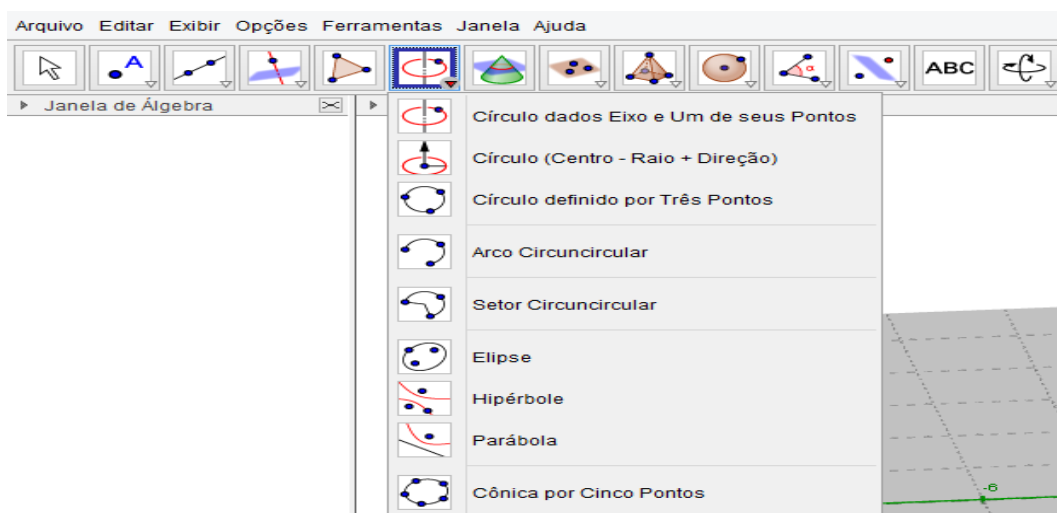 Arquivo Editar Exibir Opções Ferramentas Janela Ajuda
A
α
ABC
Janela de Álgebra
Círculo dados Eixo e Um de seus Pontos
Círculo (Centro - Raio + Direção)
Círculo definido por Três Pontos
Arco Circuncircular
Setor Circuncircular
Elipse
Hipérbole
Parábola
Cônica por Cinco Pontos
-6